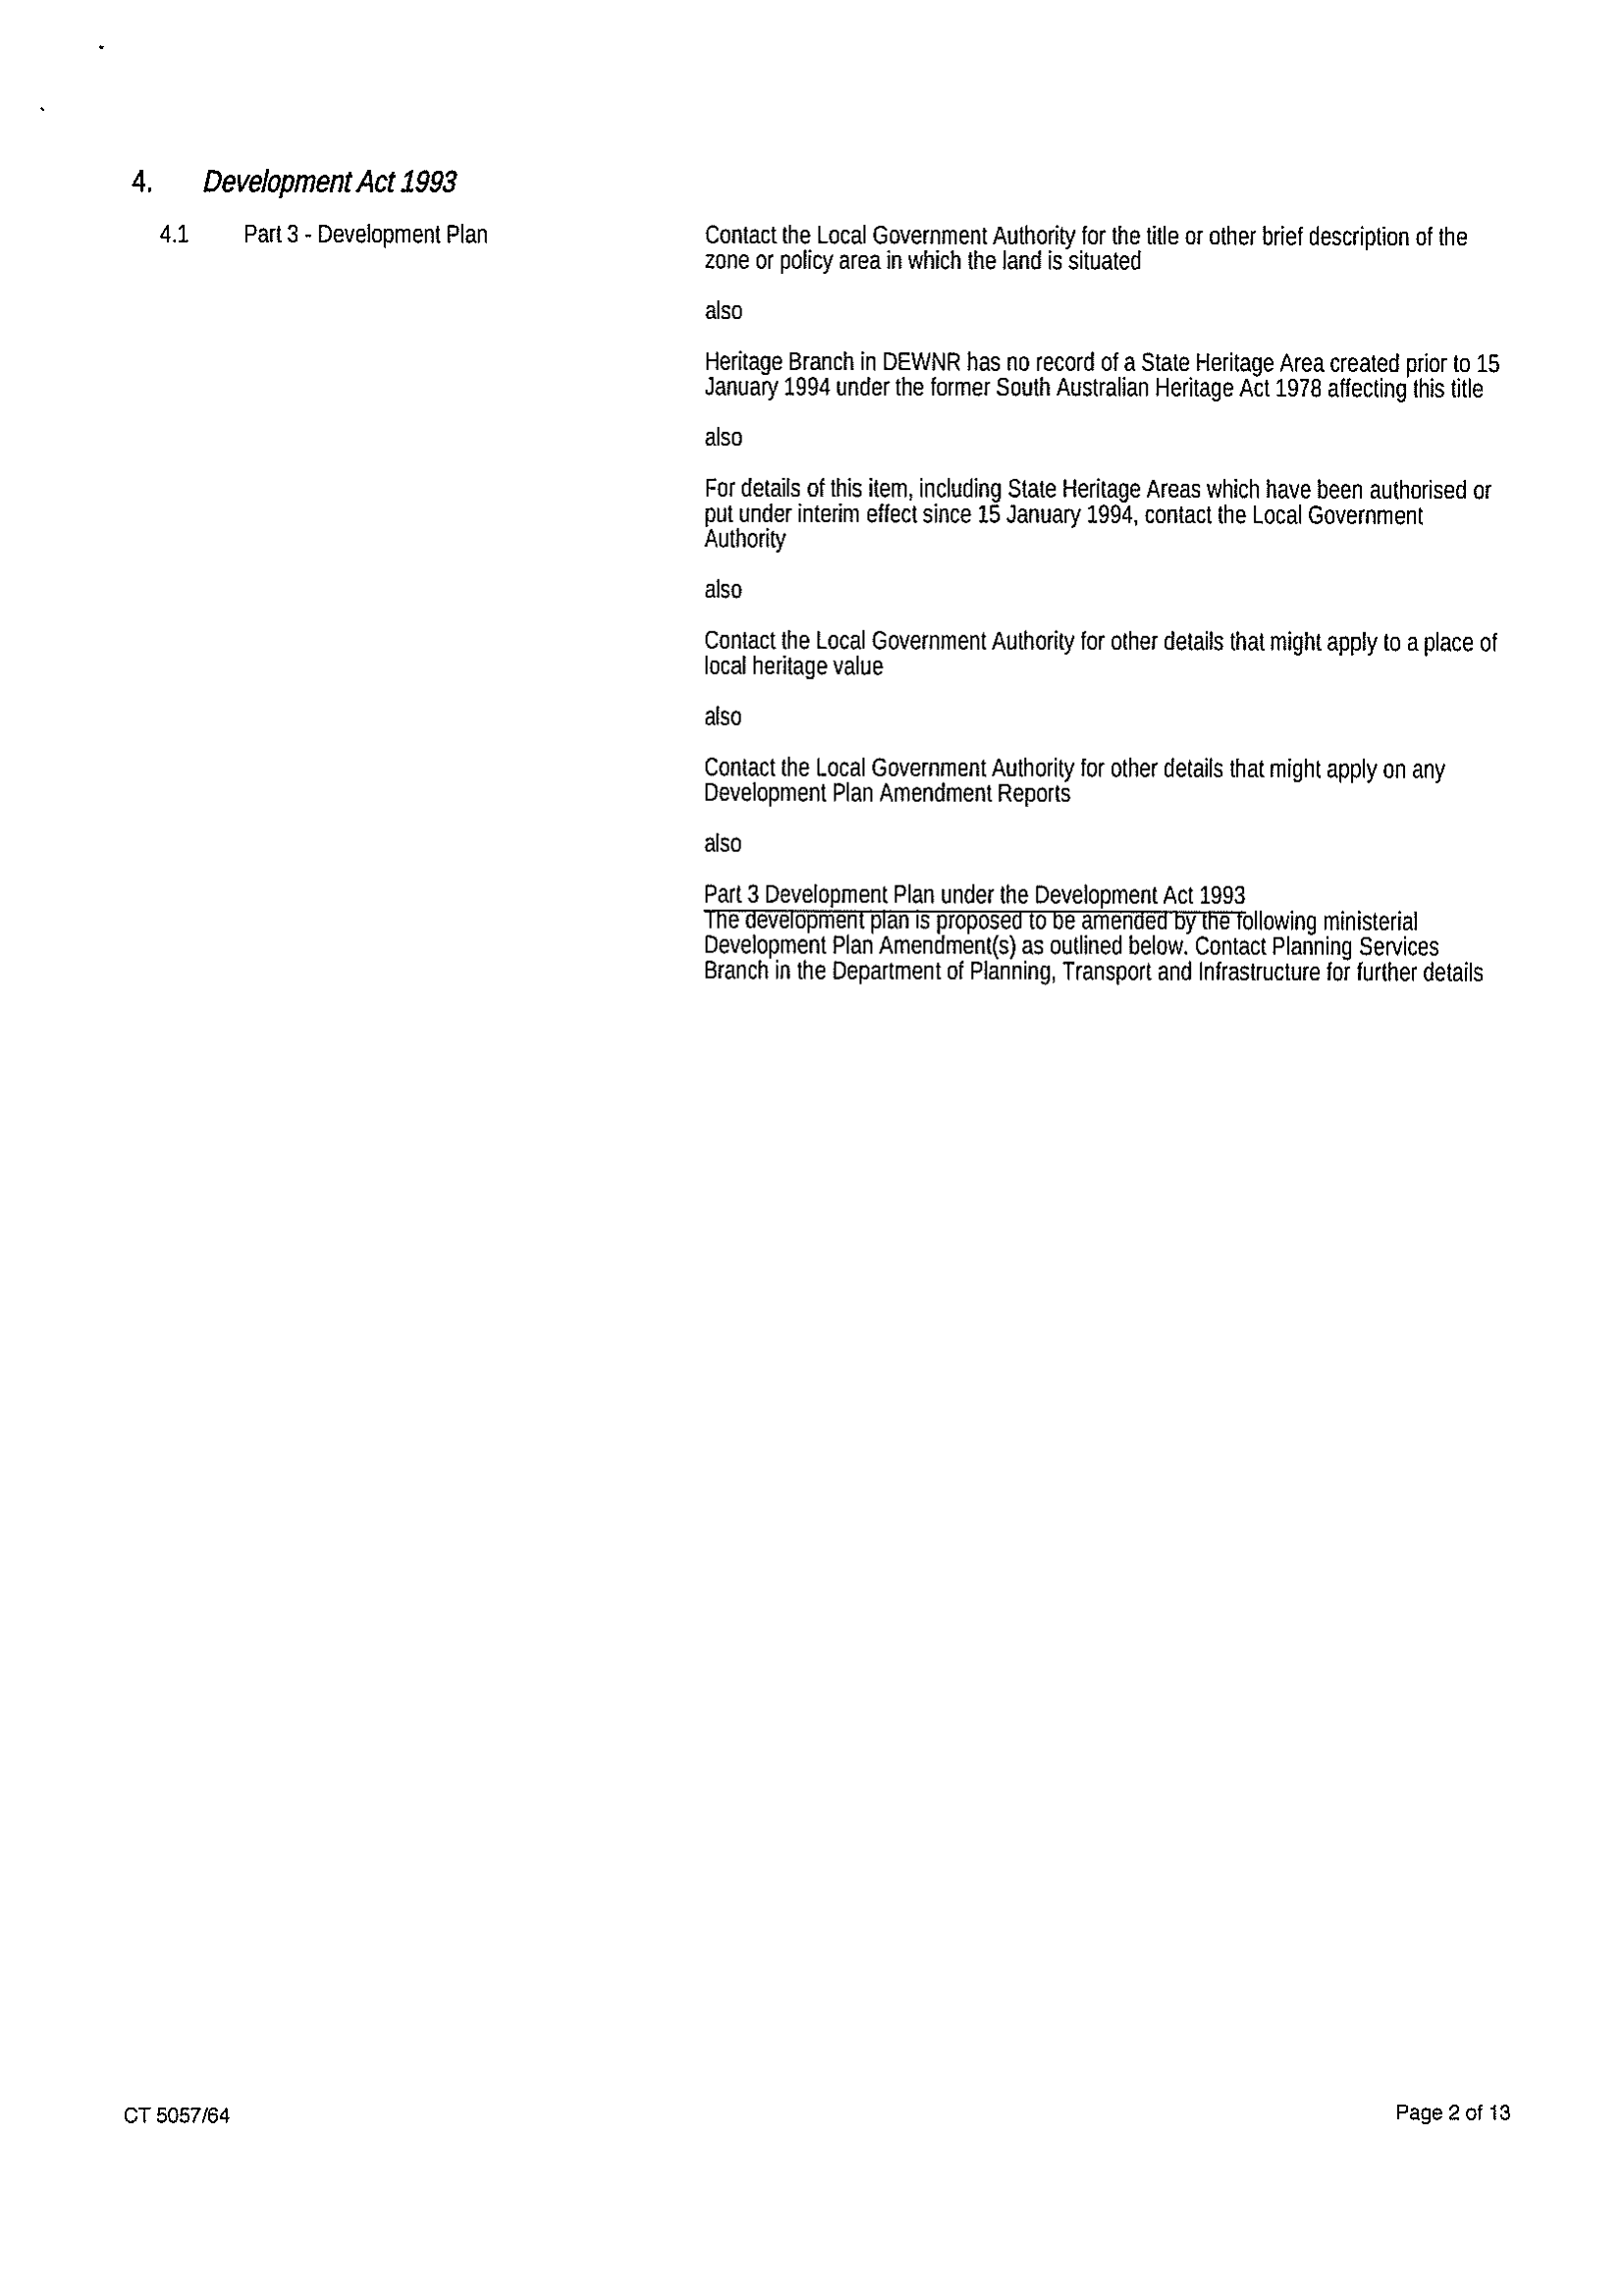 4. Development Act 1993
4.1 Part 3 - Development Plan
Contact the Local Government Authority for the title or other brief description of the
zone or policy area in which the land is situated
also
Heritage Branch in DEWNR has no record of a State Heritage Area created prior to 15
January 1994 under the former South Australian Heritage Act 1978 affecting this title
also
For details of this item, including State Heritage Areas which have been authorised or
put under interim effect since 15 January 1994, contact the Local Government
Authority
also
Contact the Local Government Authority for other details that might apply to a place of
local heritage value
also
Contact the Local Government Authority for other details that might apply on any
Development Plan Amendment Reports
also
Part 3 Development Plan under the Development Act 1993
The development plan is proposed to be amended by the following ministerial
Development Plan Amendment(s) as outlined below. Contact Planning Services
Branch in the Department of Planning, Transport and Infrastructure for further details
CT 5057/64
Page 2 of 13